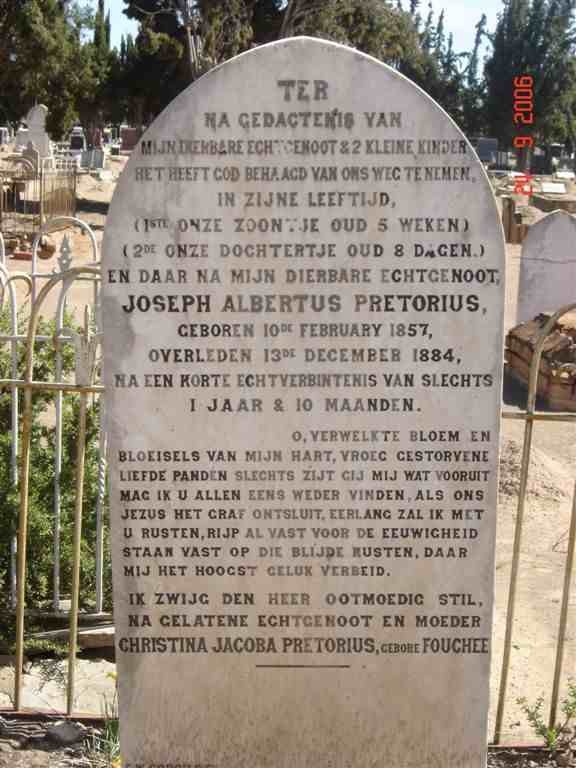 TER
NA GEDACTENIS VAN
MIJN DIERBARE ECHTGENOOT & 2 KLEINE KINDER
HET HEEFT GOD BEHAAGD VAN ONS WEG TE NEMEN,
IN ZIJNE LEEFTIJD,
(1STE ONZE ZOONTJE OUD 5 WEKEN)
(2DE ONZE DOCHTERTJE OUD 8 DAGEN.)
EN DAAR NA MIJN DIERBARE ECHTGENOOT,
JOSEPH ALBERTUS PRETORIUS,
GEBOREN 10DE FEBRUARY 1857,
OVERLEDEN 13DE DECEMBER 1884,
NA EEN KORTE ECHTVERBINTENIS VAN SLECHTS
1 JAAR & 10 MAANDEN.
O, VERWELKTE BLOEM EN
BLOEISELS VAN MIJN HART, VROEG GESTORVENE
LIEFDE PANDEN SLECHTS ZIJT GIJ MIJ WAT VOORUIT
MAG IK U ALLEN EENS WEDER VINDEN, ALS ONS
JEZUS HET GRAF ONTSLUIT, EERLANG ZAL IK MET
U RUSTEN, RIJP AL VAST VOOR DE EEUWIGHEID
STAAN VAST OP DIE BLIJDE KUSTEN, DAAR
MIJ HET HOOGST GELUK VERBEID.
IK ZWIJG DEN HEER OOTMOEDIG STIL,
NA GELATENE ECHTGENOOT EN MOEDER
CHRISTINA JACOBA PRETORIUS, GEBORE FOUCHEE
24 9 2006